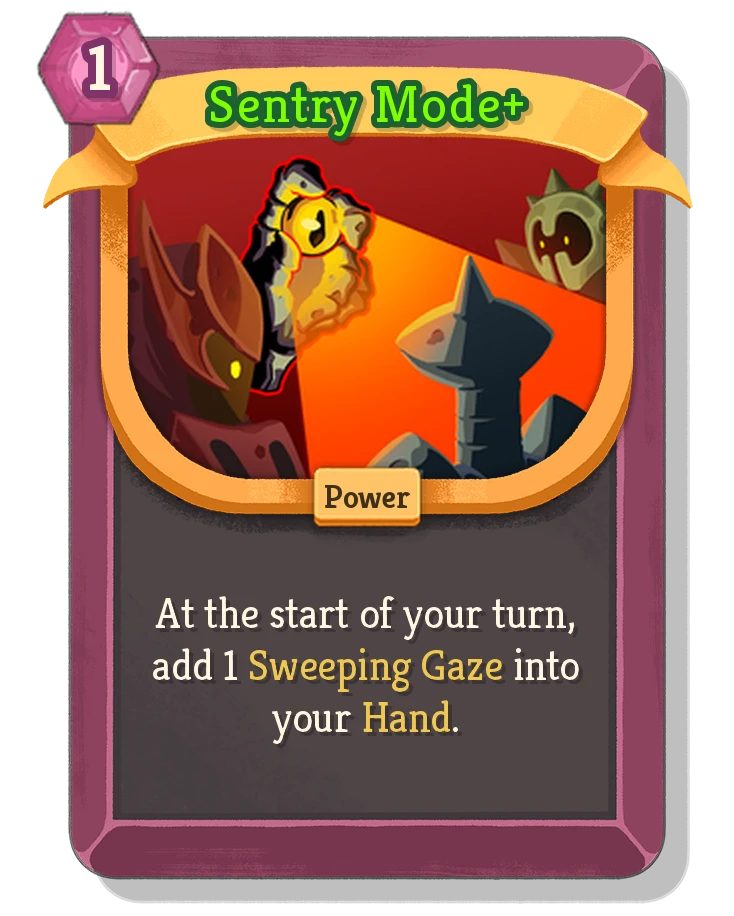 1
Sentry Mode+
Power
At the start of your turn,
add 1 Sweeping Gaze into
your Hand.